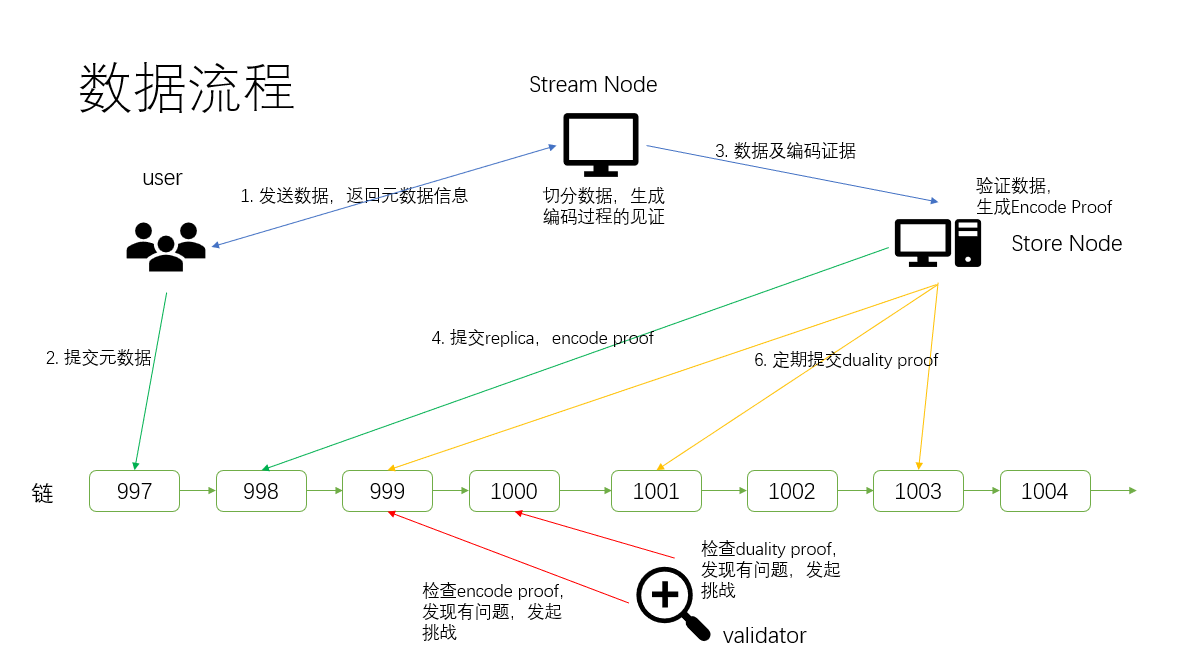 数据流程
Stream Node
user
1. 发送数据，返回元数据信息
切分数据，生成
编码过程的见证
3. 数据及编码证据
验证数据,
生成Encode Proof
Store Node
2. 提交元数据
4. 提交replica，encode proof
6. 定期提交duality proof
链
997
998
999
1000
1001
1002
1003
1004
检查encode proof,
发现有问题，发起
挑战
检查duality proof,
发现有问题，发起
挑战
validator